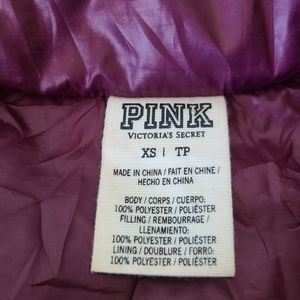 PINK
VICTORIA'S SECRET
XS | TP
MADE IN CHINA / FAIT EN CHINE /
HECHO EN CHINA
BODY / CORPS / CUERPO:
100% POLYESTER / POLIÉSTER
FILLING / REMBOURRAGE /
LLENAMIENTO:
100% POLYESTER / POLIÉSTER
LINING / DOUBLURE / FORRO:
100% POLYESTER / POLIÉSTER